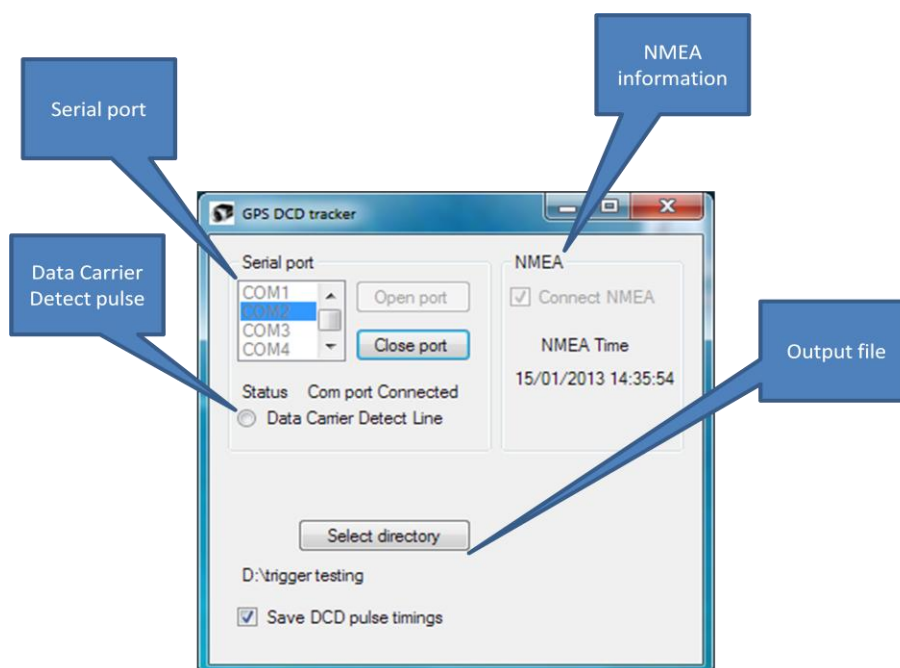 NMEA
information
Serial port
GPS DCD tracker
Data Carrier
Detect pulse
Serial port
COM1
COM2
COM3
COM4
Open port
Close port
Status Com port Connected
Data Carrier Detect Line
NMEA
Connect NMEA
NMEA Time
15/01/2013 14:35:54
Output file
Select directory
D:\trigger testing
Save DCD pulse timings